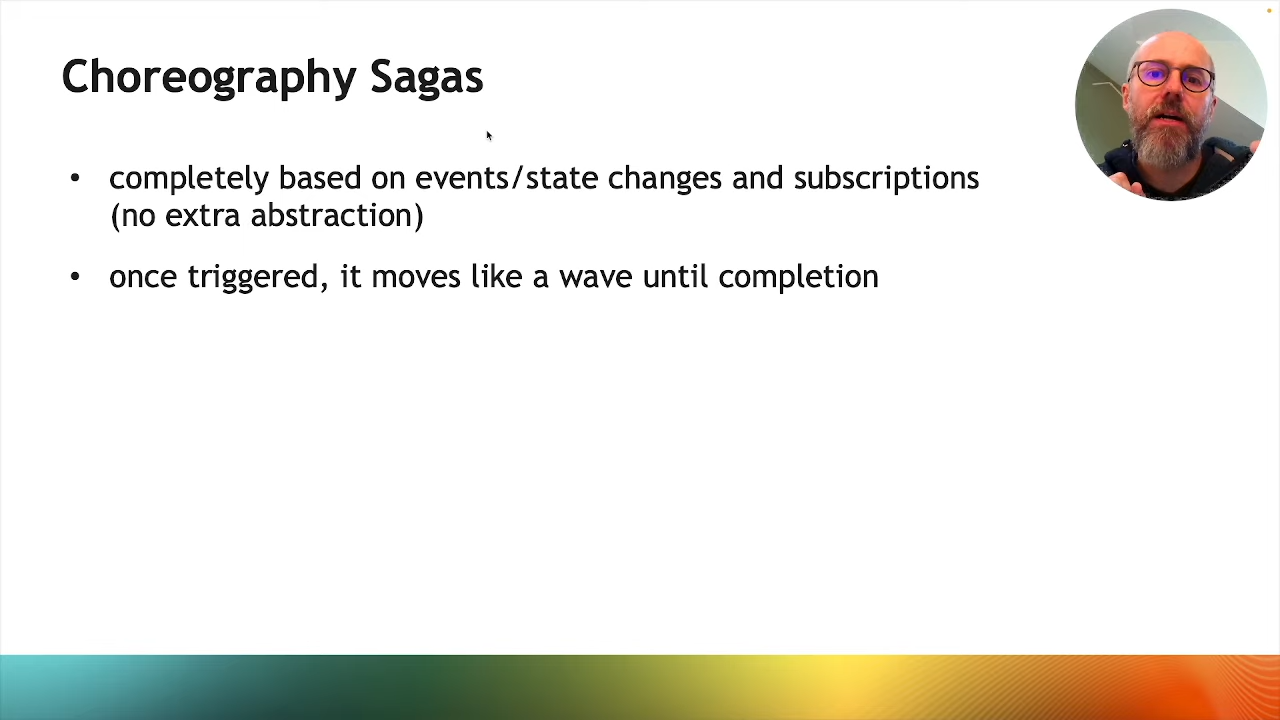 Choreography Sagas
• completely based on events/state changes and subscriptions
(no extra abstraction)
• once triggered, it moves like a wave until completion